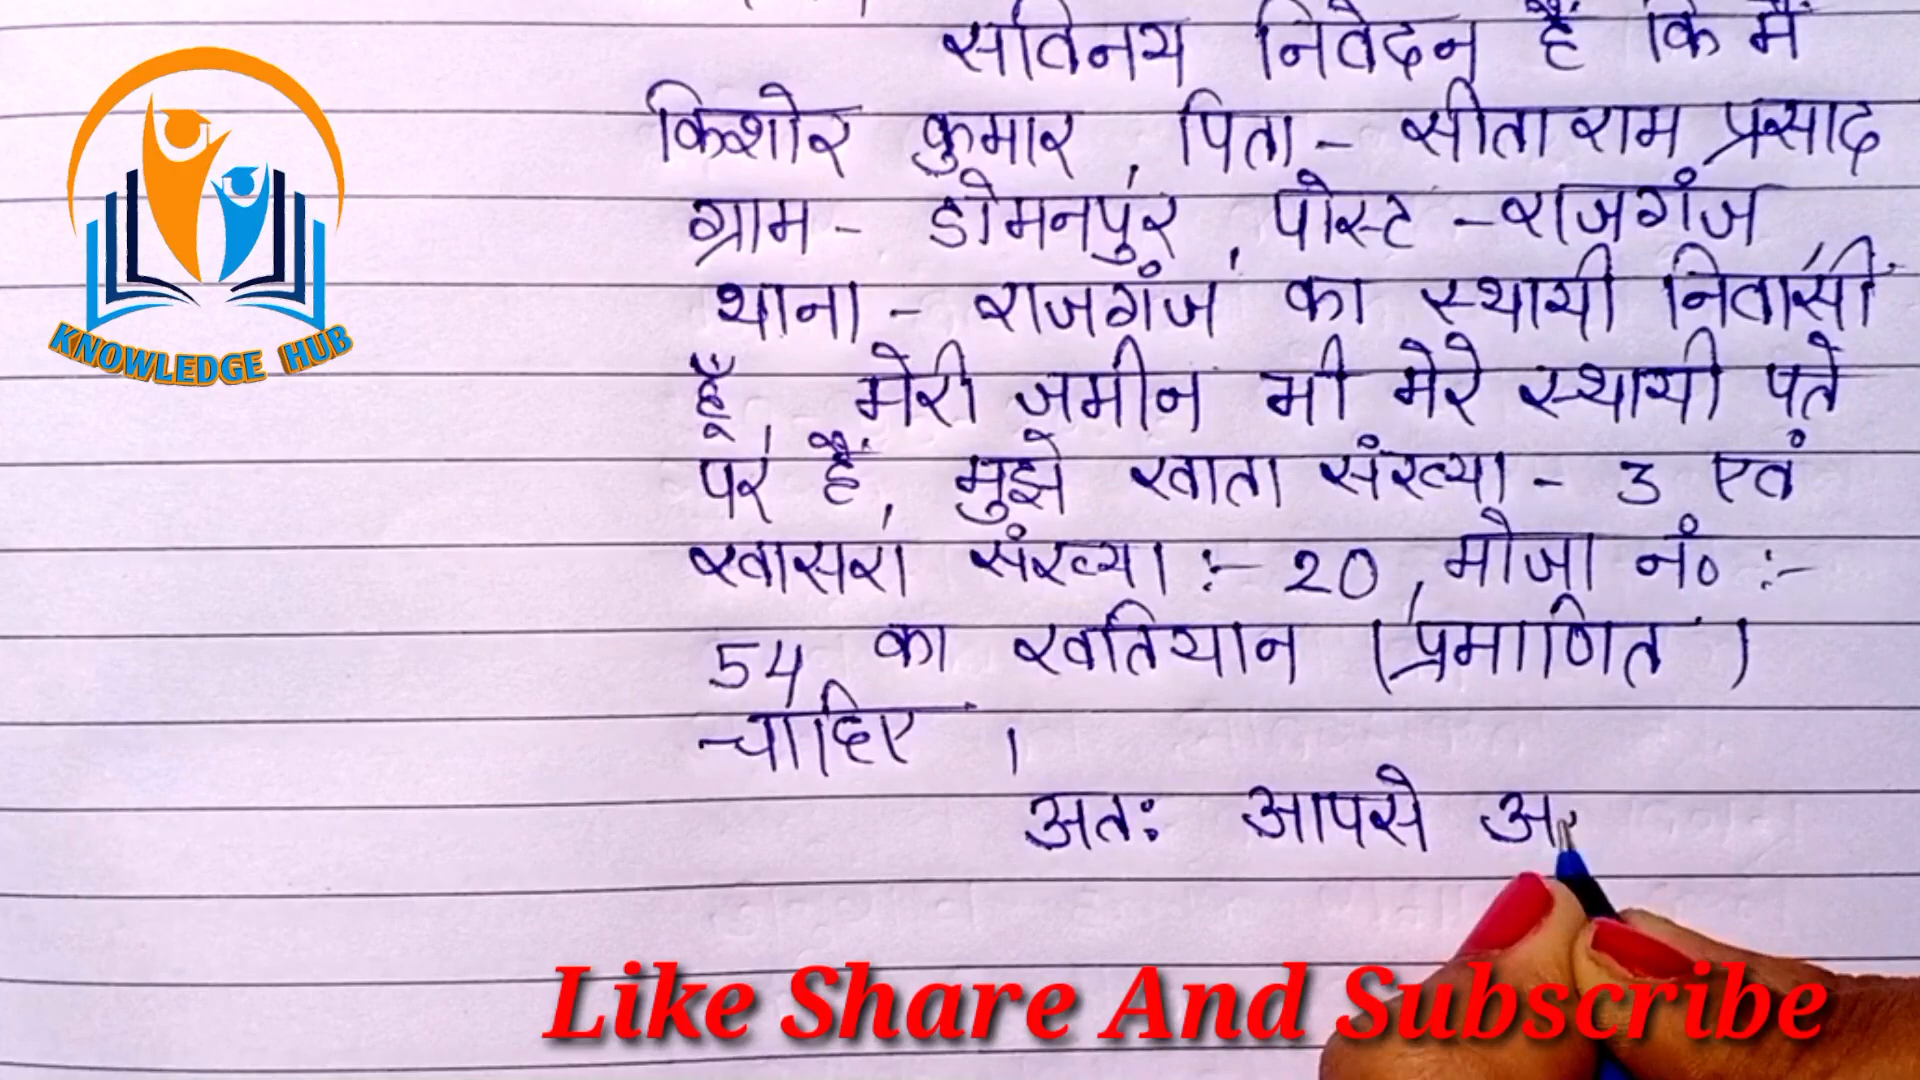 सविनय निवेदन हैं कि मैं
किशोर कुमार, पिता - सीताराम प्रसाद
ग्राम - डोमनपुर, पोस्ट - राजगंज,
थाना - राजगंज का स्थायी निवासी
हूँ, मेरी जमीन भी मेरे स्थायी पते
पर हैं, मुझे खाता संख्या - 3 एवं
खासरा संख्या :- 20, मौजा नं० :-
54 का खतियान (प्रमाणित)
चाहिए ।
अतः आपसे अ
KNOWLEDGE HUB
Like Share And Subscribe